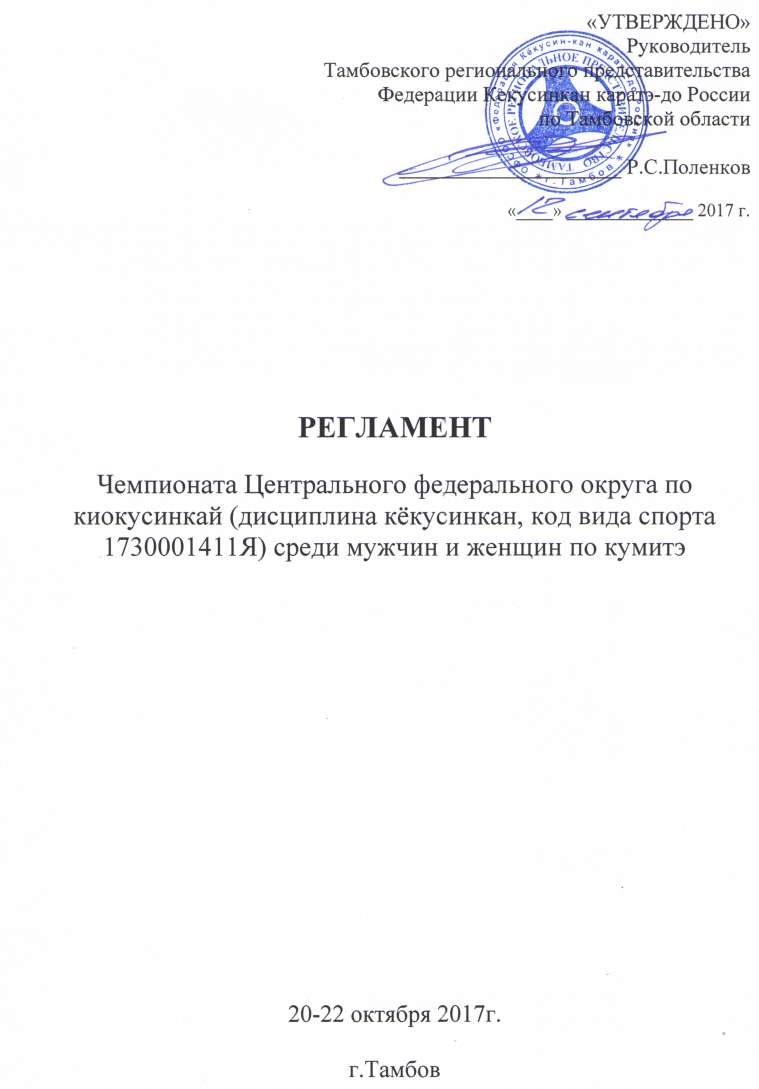 «УТВЕРЖДЕНО»
Руководитель
Тамбовского регионального представительства
Федерации Кёкусинкан каратэ-до России
по Тамбовской области
Р.С.Поленков
«12» сентября 2017 г.
РЕГЛАМЕНТ
Чемпионата Центрального федерального округа по
киокусинкай (дисциплина кёкусинкан, код вида спорта
1730001411Я) среди мужчин и женщин по кумитэ
20-22 октября 2017г.
г.Тамбов